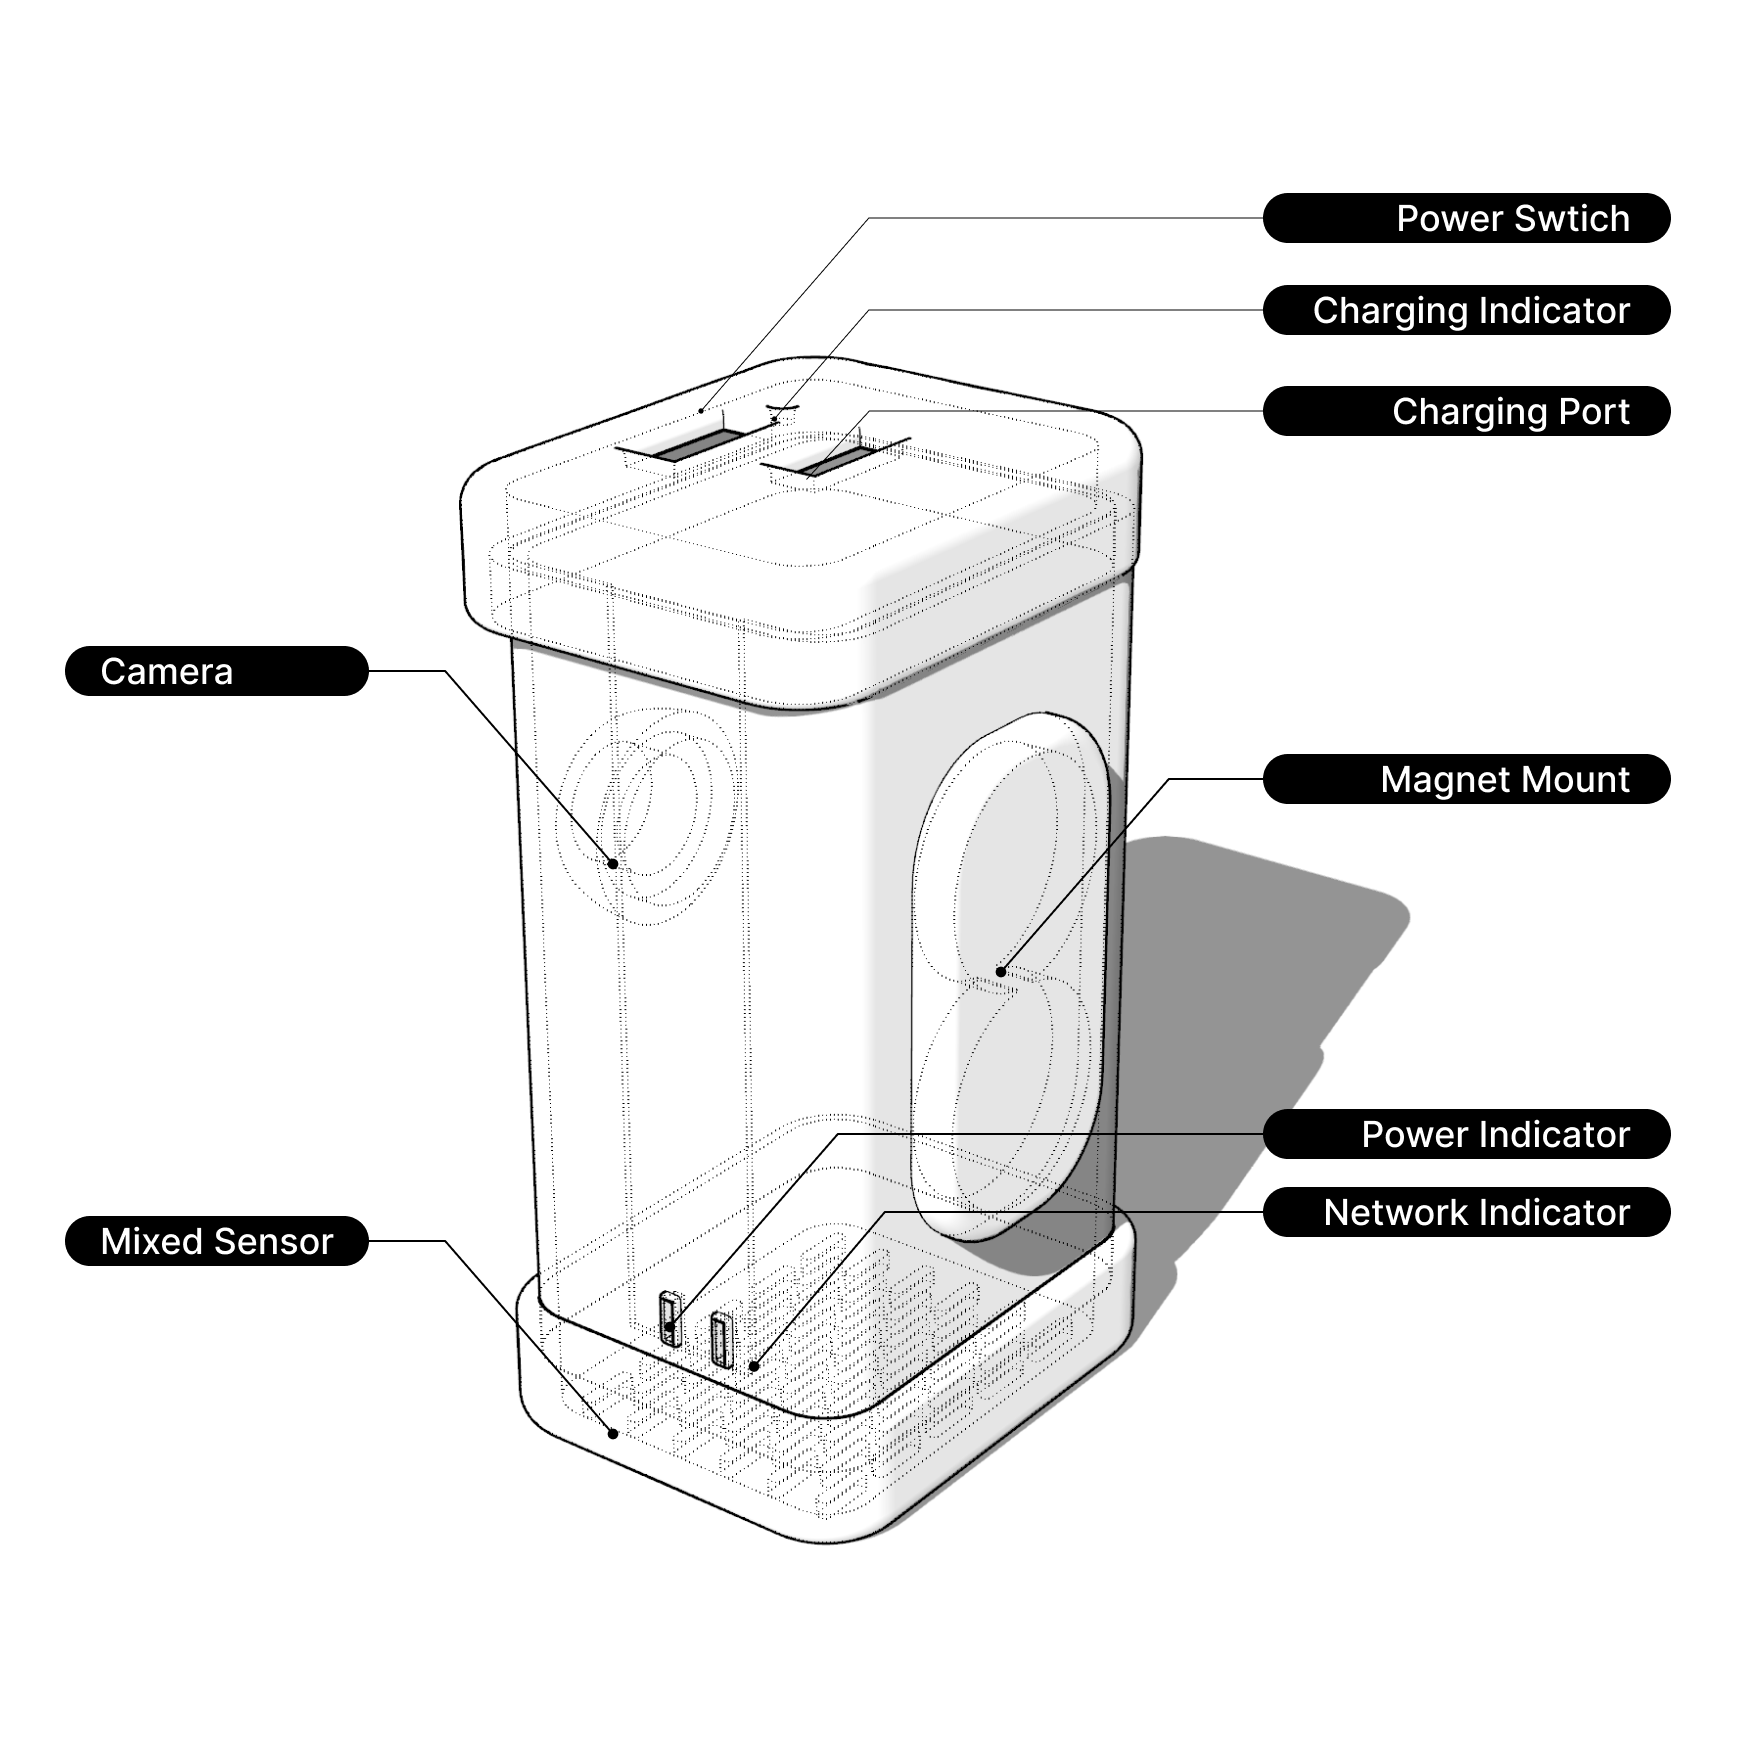 Power Swtich
Charging Indicator
Charging Port
Camera
Magnet Mount
Power Indicator
Network Indicator
Mixed Sensor